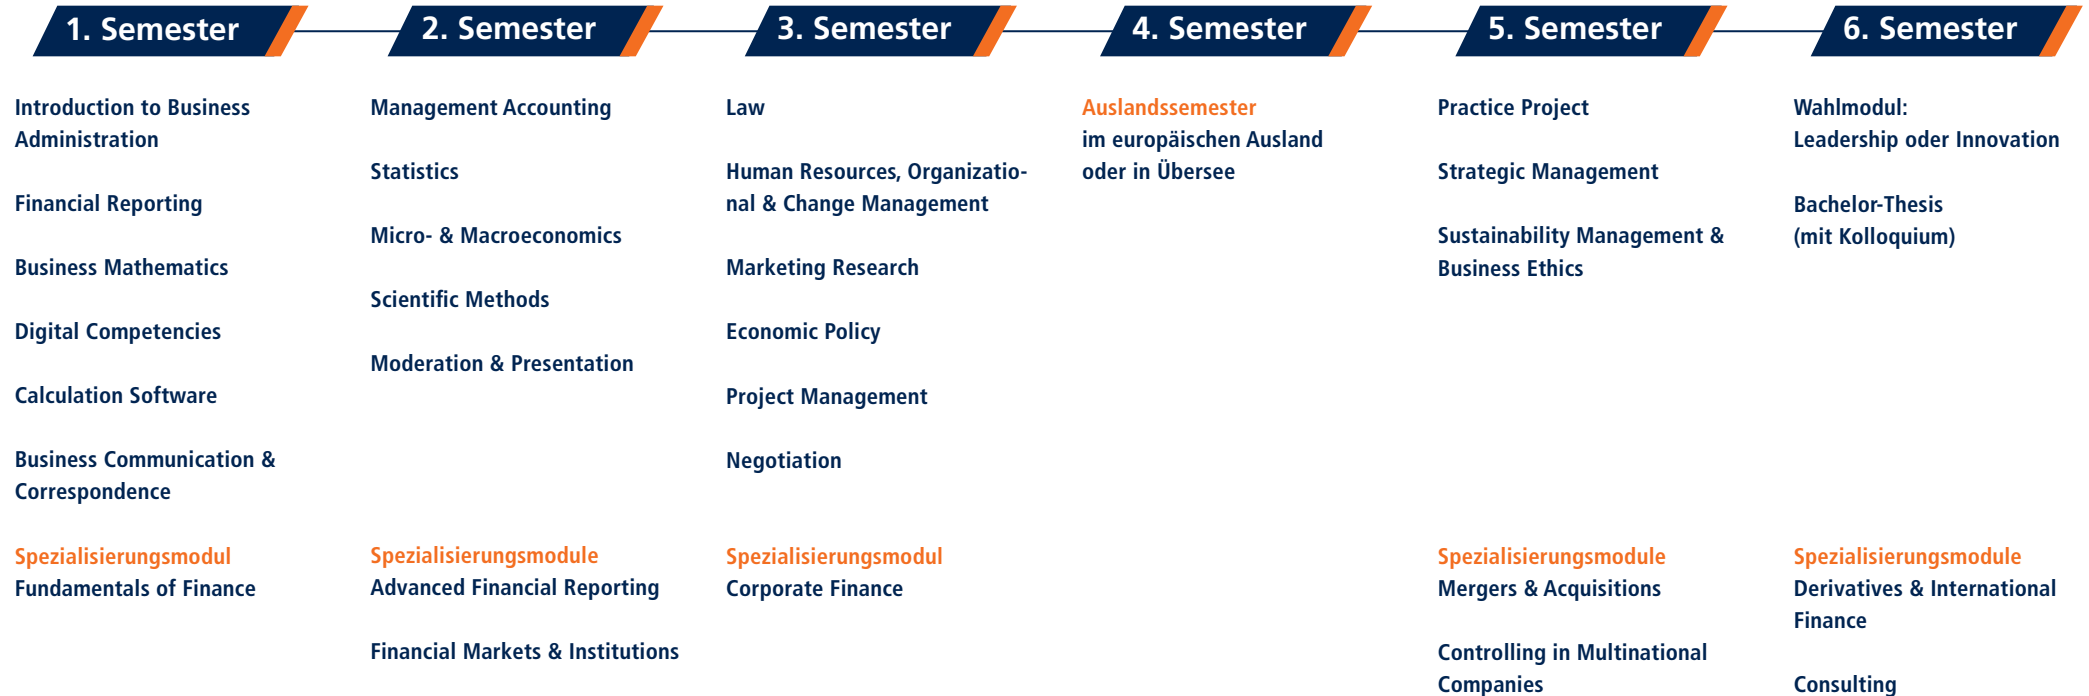 1. Semester
2. Semester
3. Semester
4. Semester
5. Semester
6. Semester
Introduction to Business
Administration
Financial Reporting
Business Mathematics
Digital Competencies
Calculation Software
Business Communication &
Correspondence
Spezialisierungsmodul
Fundamentals of Finance
Management Accounting
Statistics
Micro- & Macroeconomics
Scientific Methods
Moderation & Presentation
Spezialisierungsmodule
Advanced Financial Reporting
Financial Markets & Institutions
Law
Human Resources, Organizatio-
nal & Change Management
Marketing Research
Economic Policy
Project Management
Negotiation
Spezialisierungsmodul
Corporate Finance
Auslandssemester
im europäischen Ausland
oder in Übersee
Practice Project
Strategic Management
Sustainability Management &
Business Ethics
Spezialisierungsmodule
Mergers & Acquisitions
Controlling in Multinational
Companies
Wahlmodul:
Leadership oder Innovation
Bachelor-Thesis
(mit Kolloquium)
Spezialisierungsmodule
Derivatives & International
Finance
Consulting